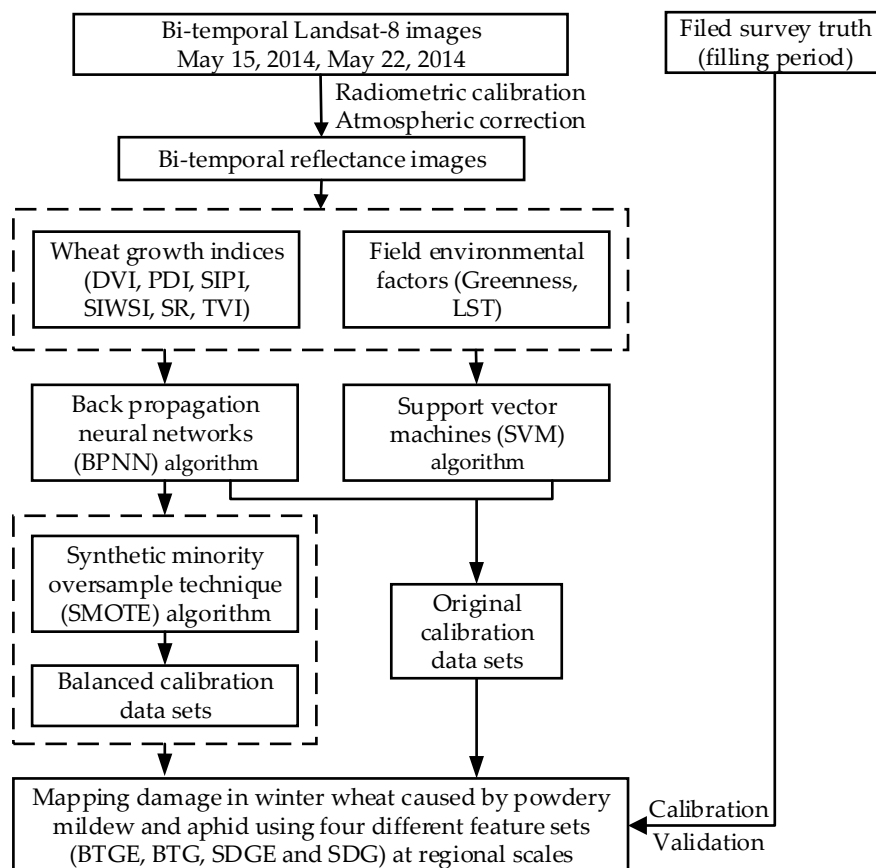 Bi-temporal Landsat-8 images
May 15, 2014, May 22, 2014
Filed survey truth
(filling period)
Radiometric calibration
Atmospheric correction
Bi-temporal reflectance images
Wheat growth indices
(DVI, PDI, SIPI,
SIWSI, SR, TVI)
Field environmental
factors (Greenness,
LST)
Back propagation
neural networks
(BPNN) algorithm
Support vector
machines (SVM)
algorithm
Synthetic minority
oversample technique
(SMOTE) algorithm
Original
calibration
data sets
Balanced calibration
data sets
Mapping damage in winter wheat caused by powdery
mildew and aphid using four different feature sets
(BTGE, BTG, SDGE and SDG) at regional scales
Calibration
Validation